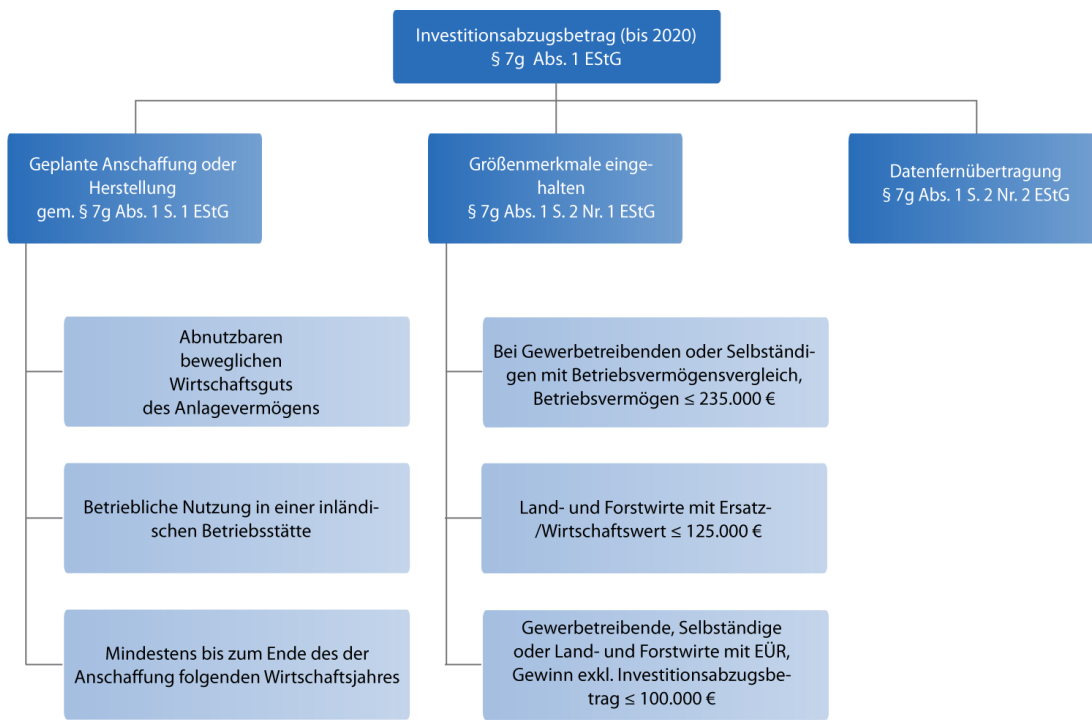 Investitionsabzugsbetrag (bis 2020)
§ 7g Abs. 1 EStG
Geplante Anschaffung oder
Herstellung
gem. § 7g Abs. 1 S. 1 EStG
Größenmerkmale einge-
halten
§ 7g Abs. 1 S. 2 Nr. 1 EStG
Datenfernübertragung
§ 7g Abs. 1 S. 2 Nr. 2 EStG
Abnutzbaren
beweglichen
Wirtschaftsguts
des Anlagevermögens
Betriebliche Nutzung in einer inländi-
schen Betriebsstätte
Mindestens bis zum Ende des der
Anschaffung folgenden Wirtschaftsjahres
Bei Gewerbetreibenden oder Selbständi-
gen mit Betriebsvermögensvergleich,
Betriebsvermögen ≤ 235.000 €
Land- und Forstwirte mit Ersatz-
/Wirtschaftswert ≤ 125.000 €
Gewerbetreibende, Selbständige
oder Land- und Forstwirte mit EÜR,
Gewinn exkl. Investitionsabzugsbe-
trag ≤ 100.000 €